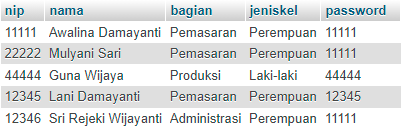 nip nama bagian jeniskel password
11111 Awalina Damayanti Pemasaran Perempuan 11111
22222 Mulyani Sari Pemasaran Perempuan 11111
44444 Guna Wijaya Produksi Laki-laki 44444
12345 Lani Damayanti Pemasaran Perempuan 12345
12346 Sri Rejeki Wijayanti Administrasi Perempuan 11111